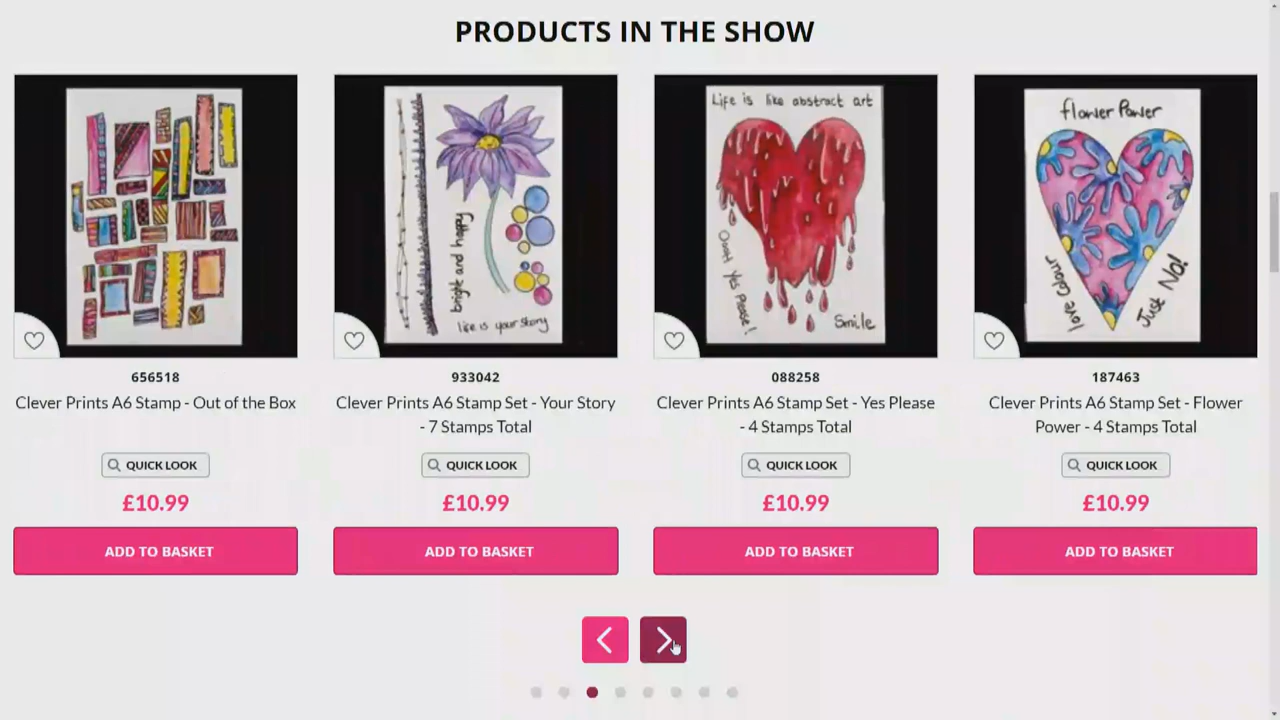 PRODUCTS IN THE SHOW
Life is like abstract art
Oooh Yes Please!
Smile
bright and happy
life is your story
flower Power
love Colour
Just No!
656518
Clever Prints A6 Stamp - Out of the Box
QUICK LOOK
£10.99
ADD TO BASKET
933042
Clever Prints A6 Stamp Set - Your Story
- 7 Stamps Total
QUICK LOOK
£10.99
ADD TO BASKET
088258
Clever Prints A6 Stamp Set - Yes Please
- 4 Stamps Total
QUICK LOOK
£10.99
ADD TO BASKET
187463
Clever Prints A6 Stamp Set - Flower
Power - 4 Stamps Total
QUICK LOOK
£10.99
ADD TO BASKET